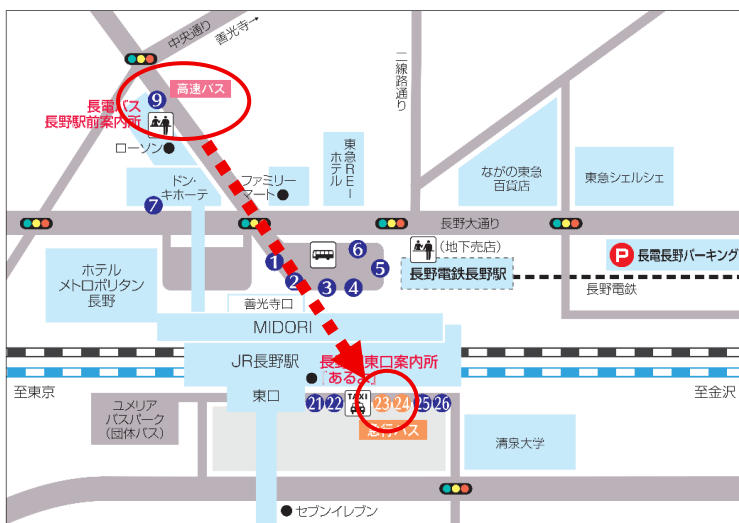 中央通り
善光寺→
二線路通り
⑨
高速バス
長電バス
長野駅前案内所
ローソン
東急REI
ホテル
ながの東急
百貨店
東急シェルシェ
ドン・
キホーテ
⑦
ファミリー
マート
長野大通り
①
②
③
④
⑤
⑥
(地下売店)
長野電鉄長野駅
P 長電長野パーキング
長野電鉄
ホテル
メトロポリタン
長野
善光寺口
MIDORI
JR長野駅
東口案内所
『あるよ』
東口
至東京
至金沢
㉑ ㉒ TAXI ㉓ ㉔ ㉕ ㉖
急行バス
ユメリア
バスパーク
(団体バス)
清泉大学
セブンイレブン